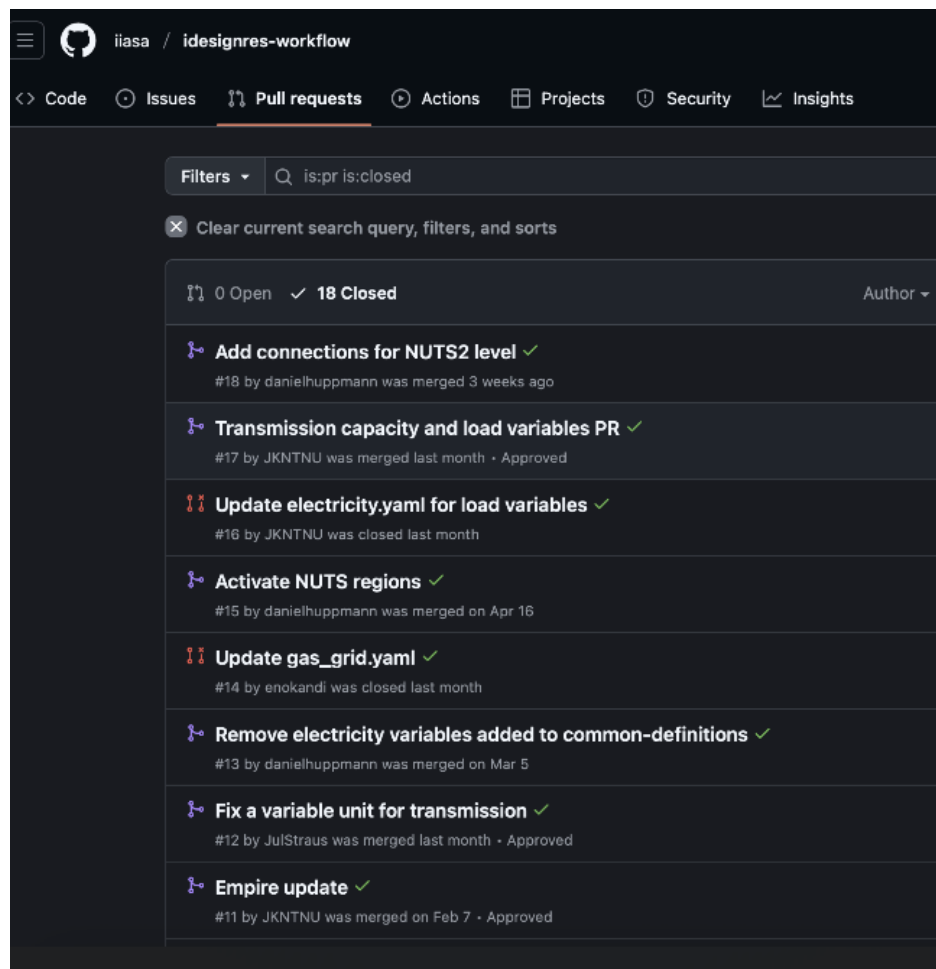 iiasa / idesignres-workflow
Code Issues Pull requests Actions Projects Security Insights
Filters is:pr is:closed
Clear current search query, filters, and sorts
0 Open 18 Closed Author
Add connections for NUTS2 level
#18 by danielhuppmann was merged 3 weeks ago
Transmission capacity and load variables PR
#17 by JKNTNU was merged last month • Approved
Update electricity.yaml for load variables
#16 by JKNTNU was closed last month
Activate NUTS regions
#15 by danielhuppmann was merged on Apr 16
Update gas_grid.yaml
#14 by enokandi was closed last month
Remove electricity variables added to common-definitions
#13 by danielhuppmann was merged on Mar 5
Fix a variable unit for transmission
#12 by JulStraus was merged last month • Approved
Empire update
#11 by JKNTNU was merged on Feb 7 • Approved